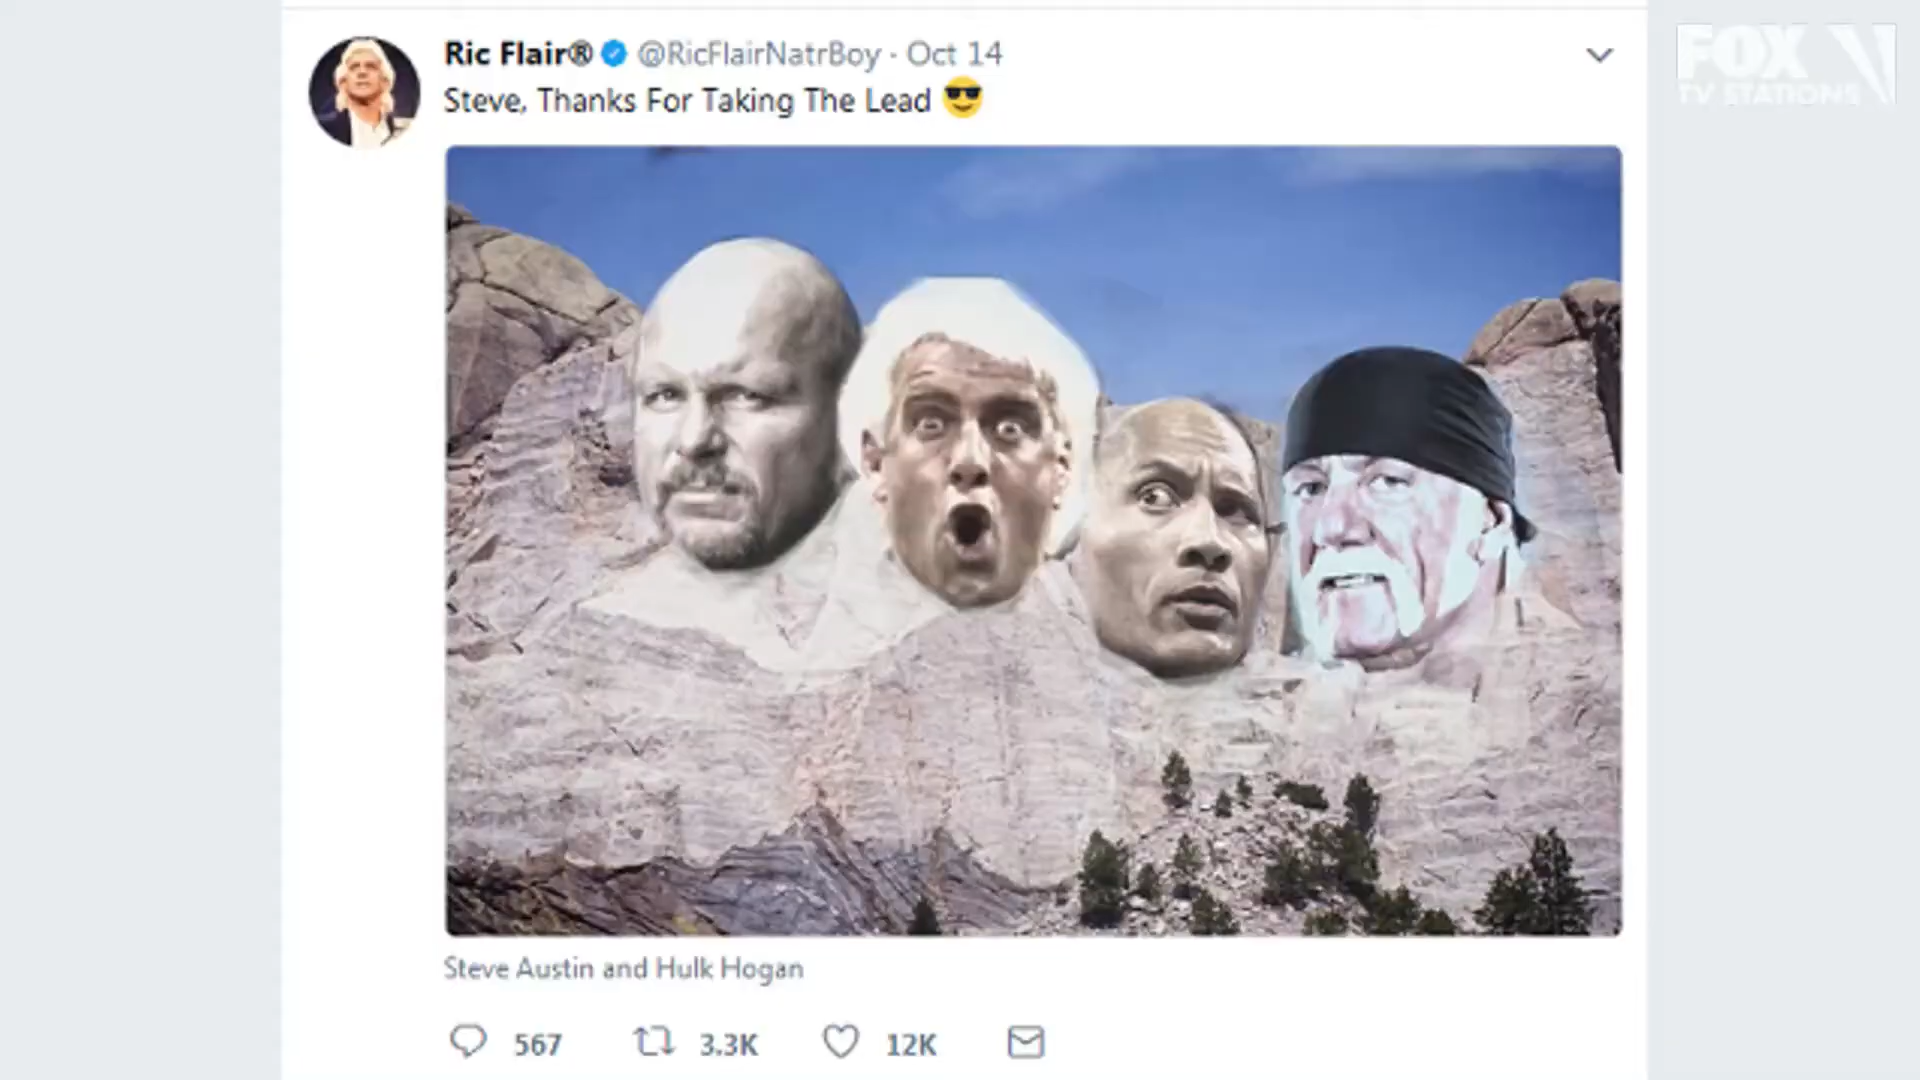 Ric Flair® @RicFlairNatrBoy · Oct 14
Steve, Thanks For Taking The Lead 😎
FOX
TV STATIONS
Steve Austin and Hulk Hogan
567 3.3K 12K